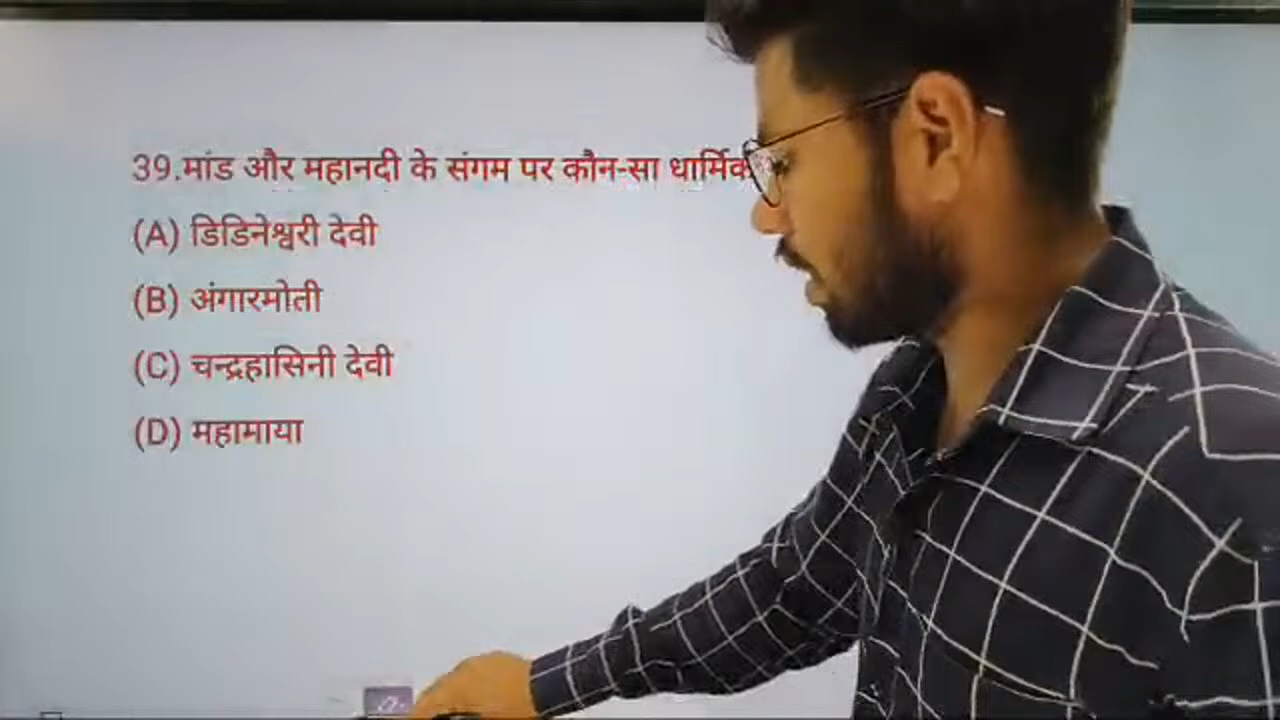 39.मांड और महानदी के संगम पर कौन-सा धार्मिक
(A) डिडिनेश्वरी देवी
(B) अंगारमोती
(C) चन्द्रहासिनी देवी
(D) महामाया